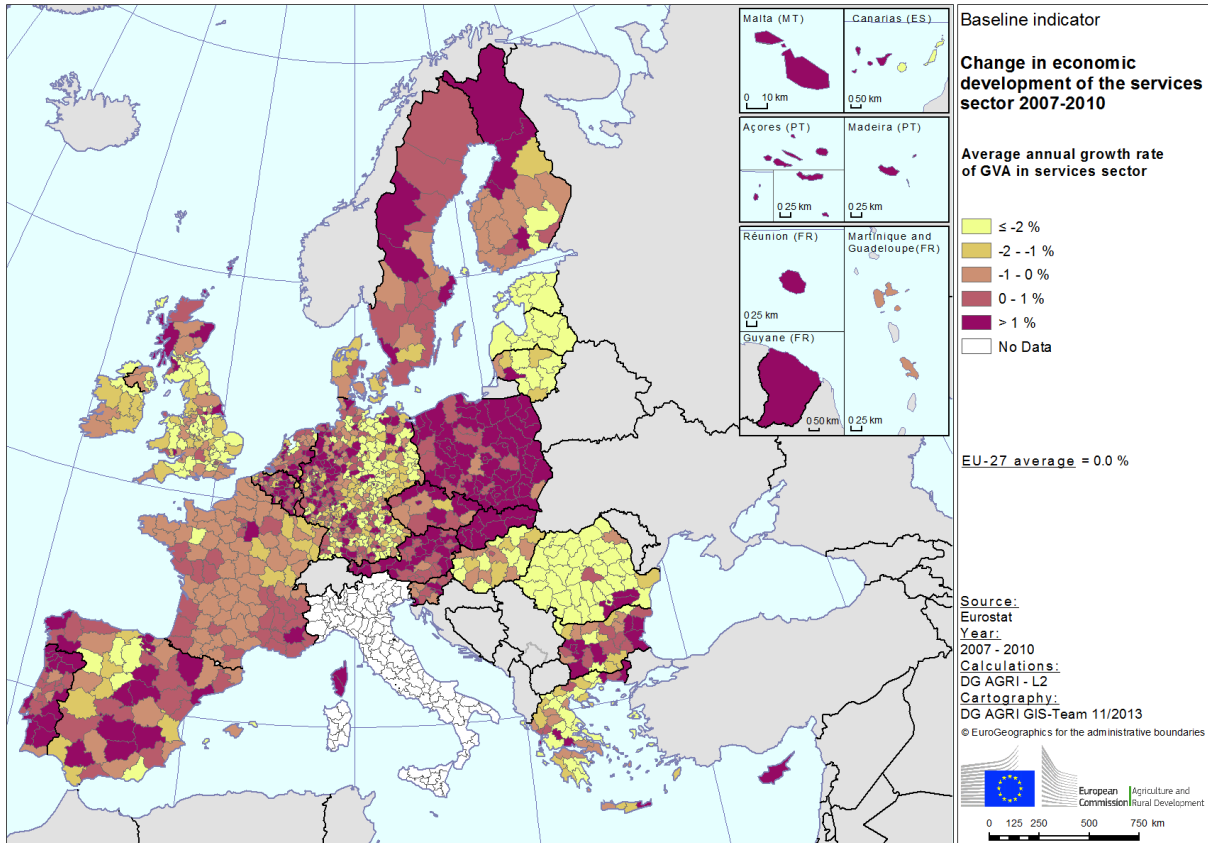 Malta (MT)
0 10 km
Canarias (ES)
0 50 km
Açores (PT)
0 25 km
Madeira (PT)
0 25 km
Réunion (FR)
0 25 km
Martinique and
Guadeloupe(FR)
0 25 km
Guyane (FR)
0 50 km
Baseline indicator
Change in economic
development of the services
sector 2007-2010
Average annual growth rate
of GVA in services sector
≤ -2 %
-2 - -1 %
-1 - 0 %
0 - 1 %
> 1 %
No Data
EU-27 average = 0.0 %
Source:
Eurostat
Year:
2007 - 2010
Calculations:
DG AGRI - L2
Cartography:
DG AGRI GIS-Team 11/2013
© EuroGeographics for the administrative boundaries
European
Commission
Agriculture and
Rural Development
0 125 250 500 750 km